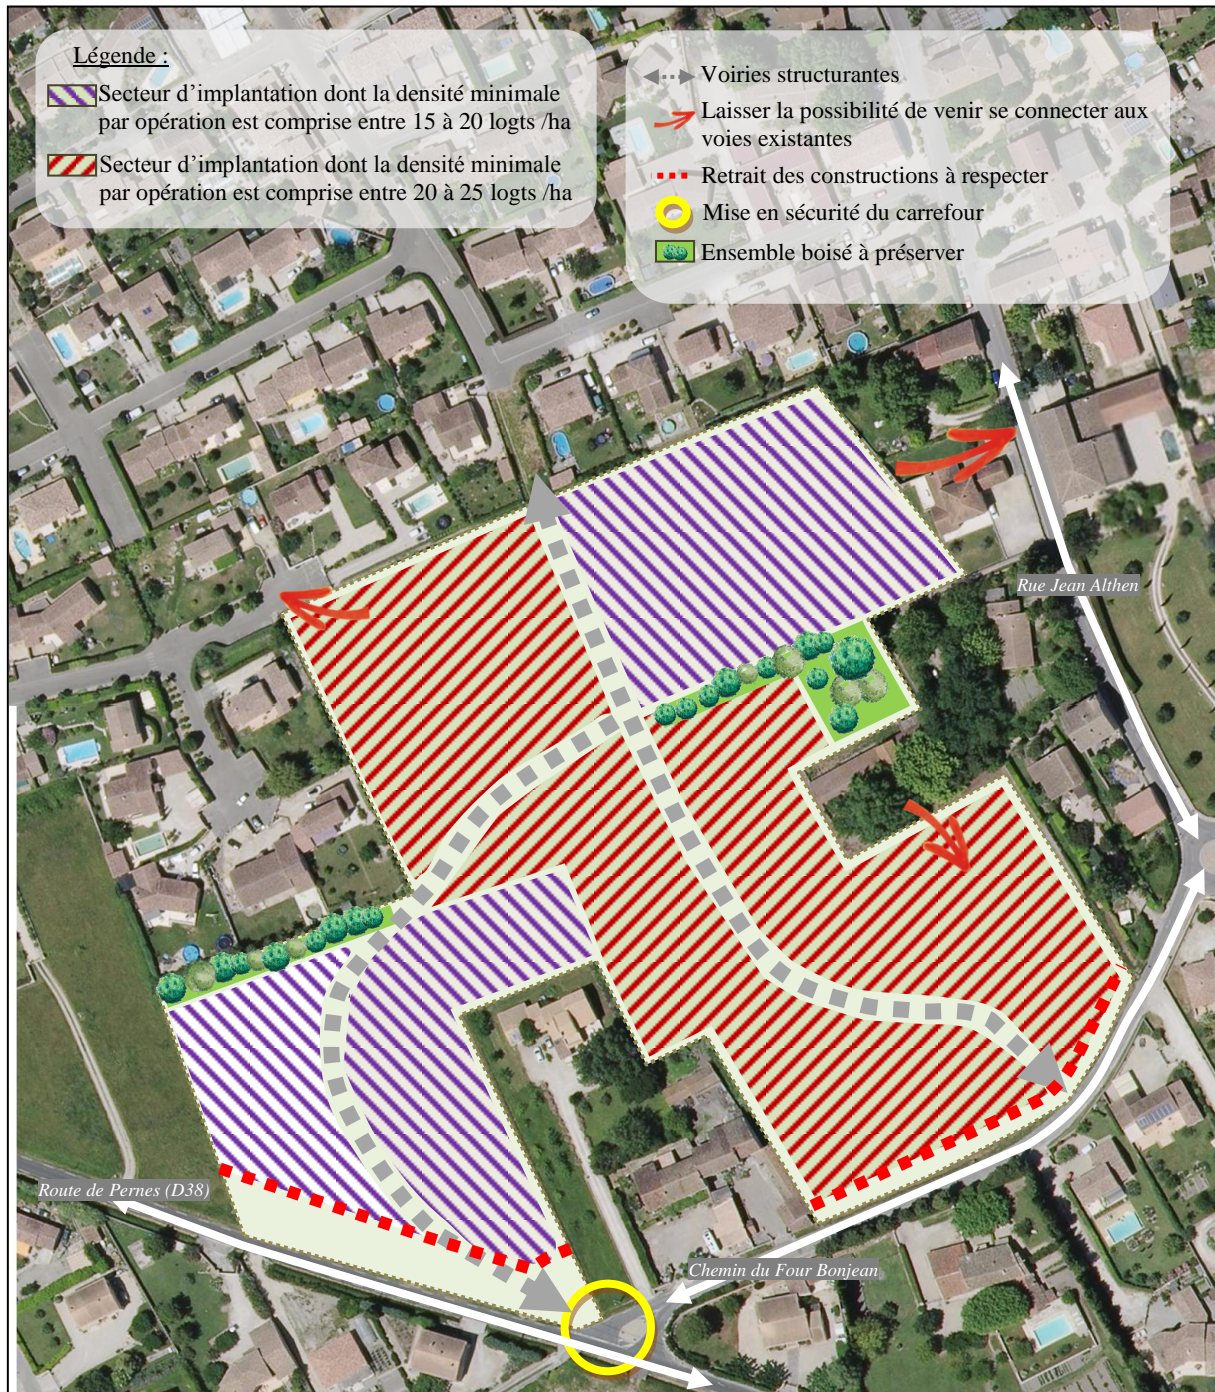 Légende :
Secteur d'implantation dont la densité minimale
par opération est comprise entre 15 à 20 logts /ha
Secteur d'implantation dont la densité minimale
par opération est comprise entre 20 à 25 logts /ha
Voiries structurantes
Laisser la possibilité de venir se connecter aux
voies existantes
Retrait des constructions à respecter
Mise en sécurité du carrefour
Ensemble boisé à préserver
Rue Jean Althen
Route de Pernes (D38)
Chemin du Four Bonjean